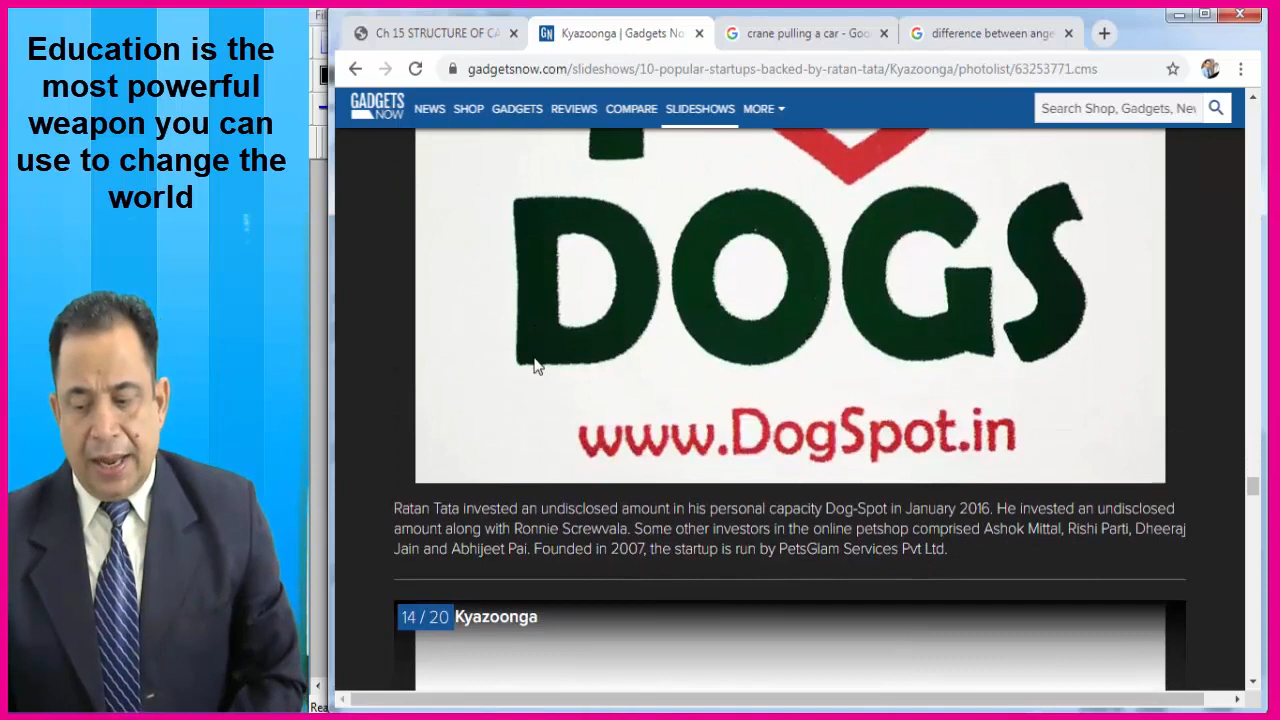 Education is the
most powerful
weapon you can
use to change the
world
Ch 15 STRUCTURE OF CA
Kyazoonga | Gadgets No
crane pulling a car - Goo
difference between ange
gadgetsnow.com/slideshows/10-popular-startups-backed-by-ratan-tata/Kyazoonga/photolist/63253771.cms
GADGETS NOW
NEWS SHOP GADGETS REVIEWS COMPARE SLIDESHOWS MORE
Search Shop, Gadgets, Nev
DOGS
www.DogSpot.in
Ratan Tata invested an undisclosed amount in his personal capacity Dog-Spot in January 2016. He invested an undisclosed
amount along with Ronnie Screwvala. Some other investors in the online petshop comprised Ashok Mittal, Rishi Parti, Dheeraj
Jain and Abhijeet Pai. Founded in 2007, the startup is run by PetsGlam Services Pvt Ltd.
14 / 20 Kyazoonga